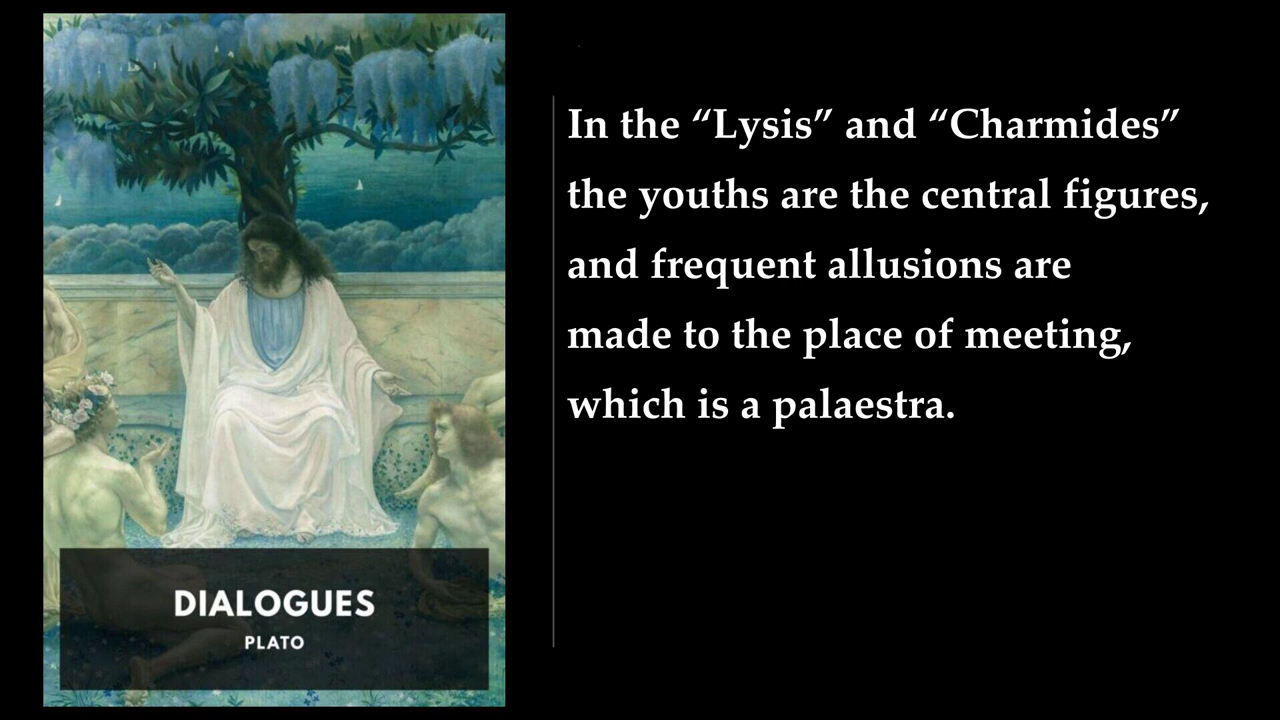 In the “Lysis” and “Charmides”
the youths are the central figures,
and frequent allusions are
made to the place of meeting,
which is a palaestra.
DIALOGUES
PLATO